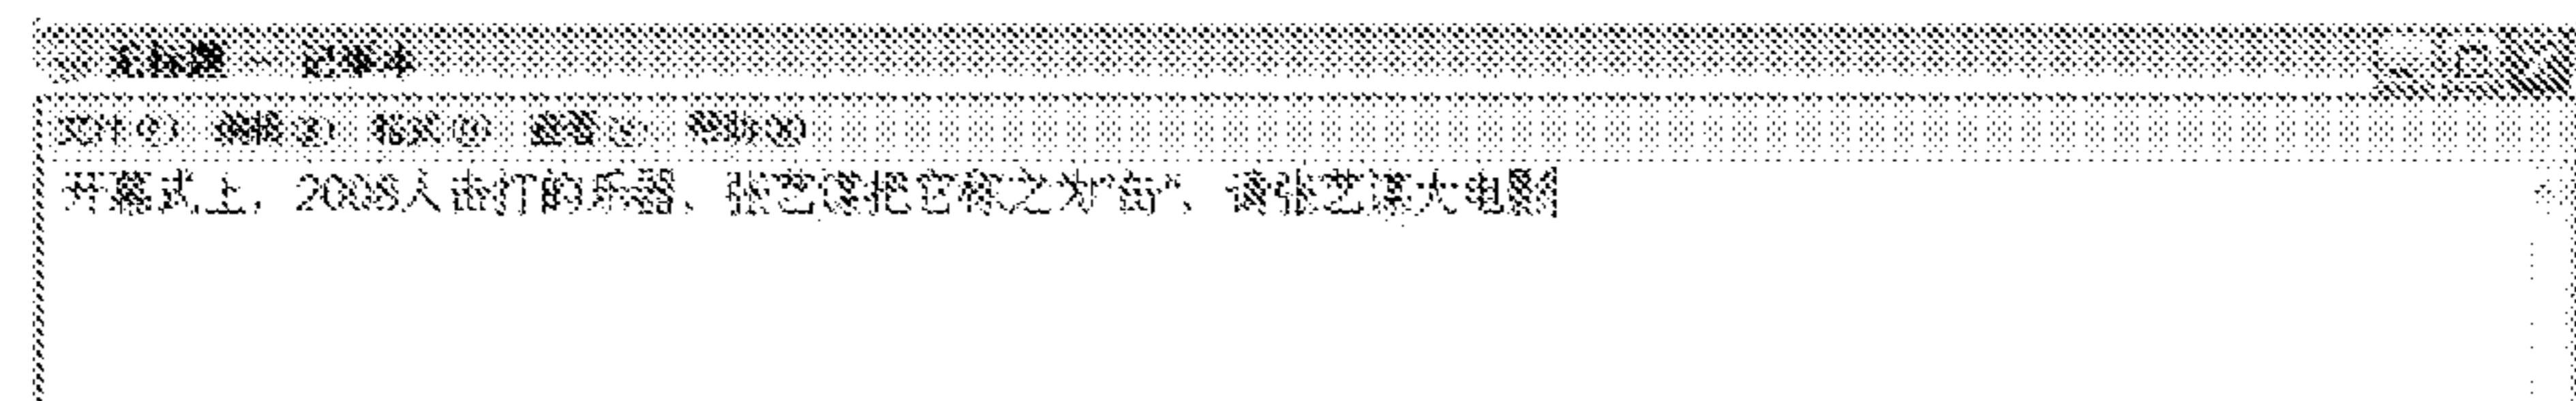 无标题 - 记事本
文件(F) 编辑(E) 格式(O) 查看(V) 帮助(H)
开幕式上，2008人击打的乐器、张艺谋把它称之为"缶"、请张艺谋大电影